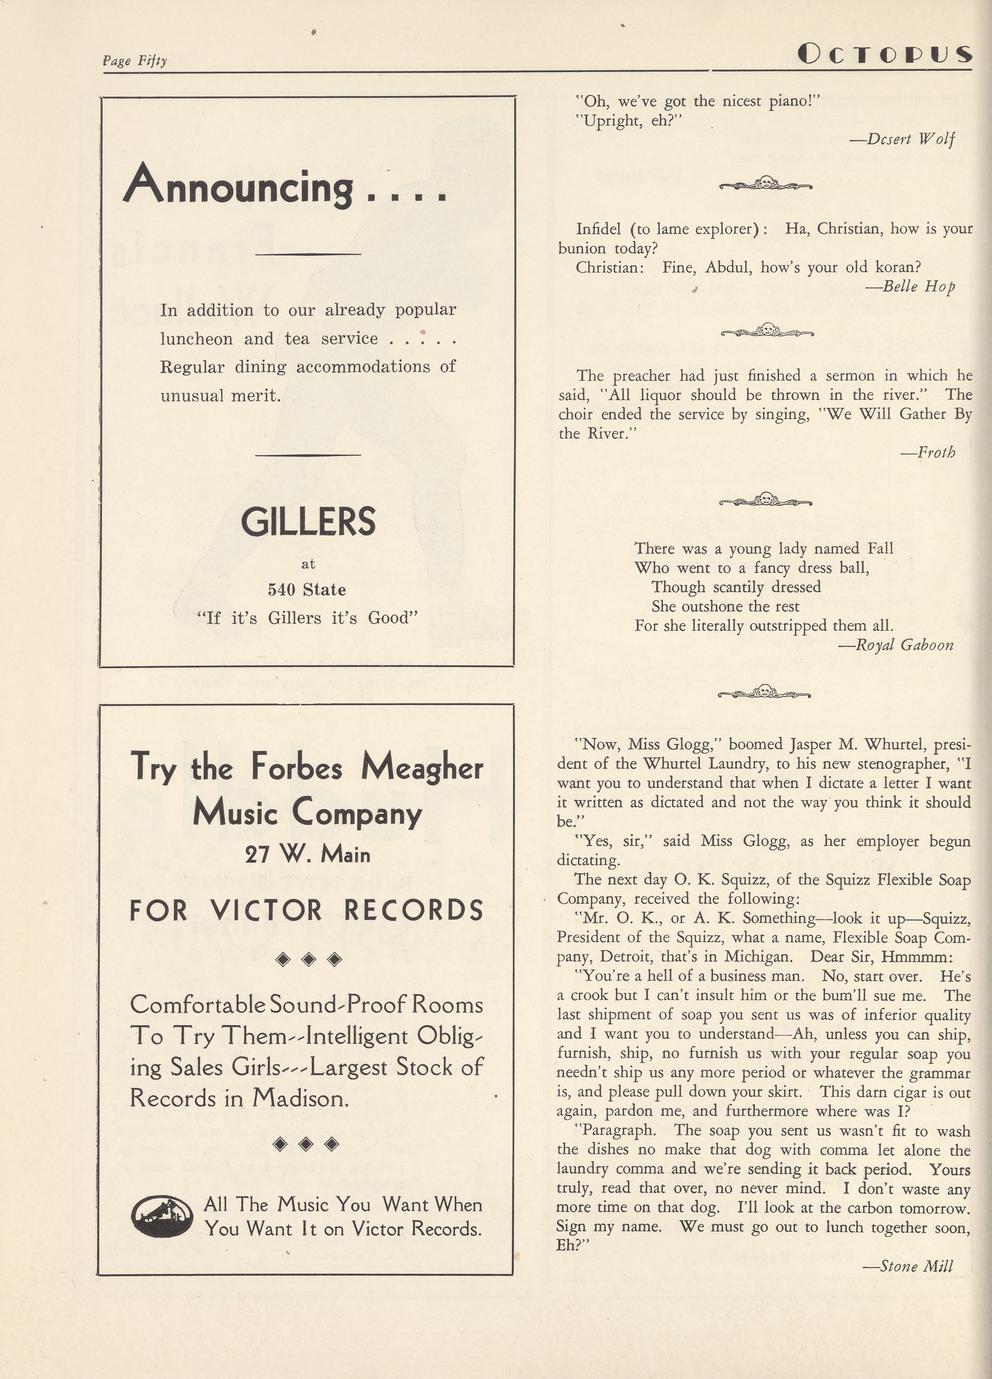 Page Fifty
OCTOPUS
Announcing . . . .
In addition to our already popular
luncheon and tea service . . . . .
Regular dining accommodations of
unusual merit.
GILLERS
at
540 State
"If it's Gillers it's Good"
Try the Forbes Meagher
Music Company
27 W. Main
FOR VICTOR RECORDS
Comfortable Sound-Proof Rooms
To Try Them--Intelligent Oblig-
ing Sales Girls---Largest Stock of
Records in Madison.
All The Music You Want When
You Want It on Victor Records.
"Oh, we've got the nicest piano!"
"Upright, eh?"
—Desert Wolf
Infidel (to lame explorer): Ha, Christian, how is your
bunion today?
Christian: Fine, Abdul, how's your old koran?
—Belle Hop
The preacher had just finished a sermon in which he
said, "All liquor should be thrown in the river." The
choir ended the service by singing, "We Will Gather By
the River."
—Froth
There was a young lady named Fall
Who went to a fancy dress ball,
Though scantily dressed
She outshone the rest
For she literally outstripped them all.
—Royal Gaboon
"Now, Miss Glogg," boomed Jasper M. Whurtel, presi-
dent of the Whurtel Laundry, to his new stenographer, "I
want you to understand that when I dictate a letter I want
it written as dictated and not the way you think it should
be."
"Yes, sir," said Miss Glogg, as her employer begun
dictating.
The next day O. K. Squizz, of the Squizz Flexible Soap
Company, received the following:
"Mr. O. K., or A. K. Something—look it up—Squizz,
President of the Squizz, what a name, Flexible Soap Com-
pany, Detroit, that's in Michigan. Dear Sir, Hmmmm:
"You're a hell of a business man. No, start over. He's
a crook but I can't insult him or the bum'll sue me. The
last shipment of soap you sent us was of inferior quality
and I want you to understand—Ah, unless you can ship,
furnish, ship, no furnish us with your regular soap you
needn't ship us any more period or whatever the grammar
is, and please pull down your skirt. This darn cigar is out
again, pardon me, and furthermore where was I?
"Paragraph. The soap you sent us wasn't fit to wash
the dishes no make that dog with comma let alone the
laundry comma and we're sending it back period. Yours
truly, read that over, no never mind. I don't waste any
more time on that dog. I'll look at the carbon tomorrow.
Sign my name. We must go out to lunch together soon,
Eh?"
—Stone Mill